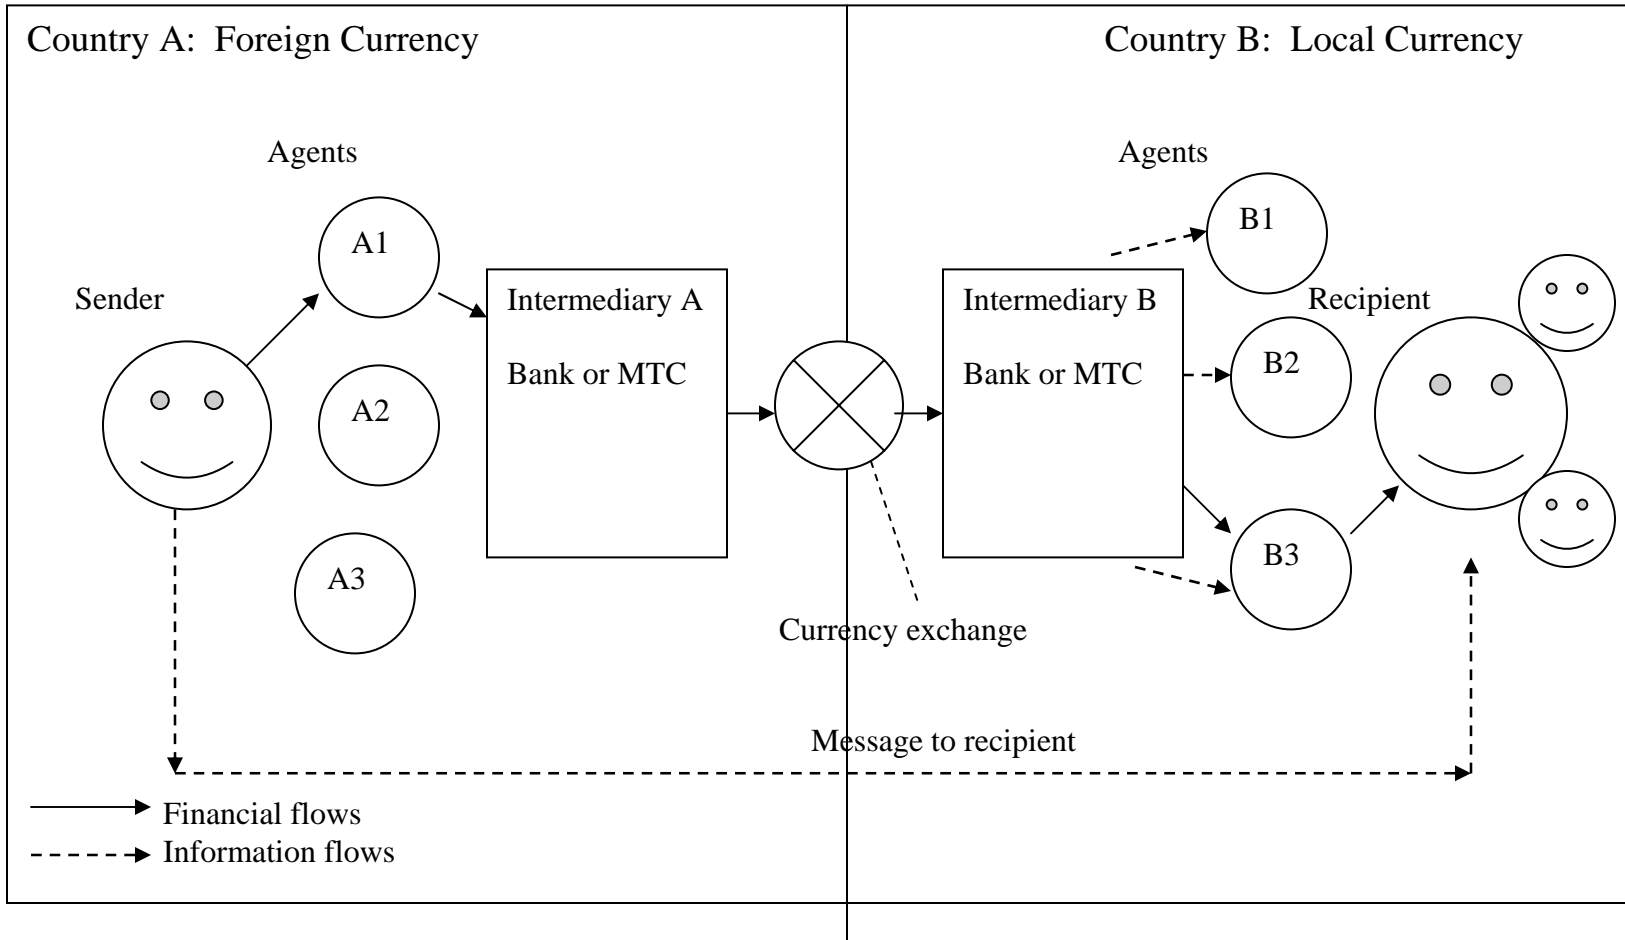 Country A:  Foreign Currency
Country B:  Local Currency
Agents
Agents
A1
B1
Sender
Intermediary A
Intermediary B
Recipient
Bank or MTC
Bank or MTC
B2
A2
A3
B3
Currency exchange
Message to recipient
Financial flows
Information flows